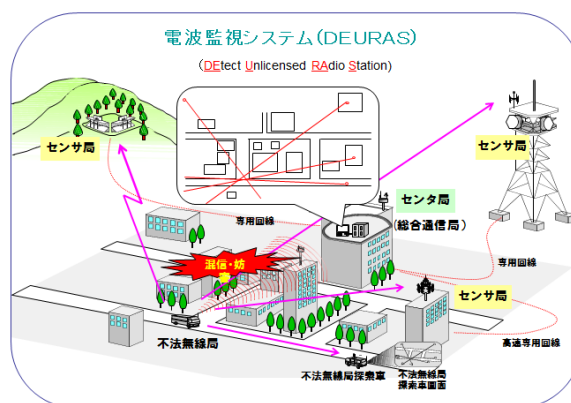 電波監視システム(DEURAS)
(DEtect Unlicensed RAdio Station)
センサ局
センサ局
センタ局
(総合通信局)
専用回線
混信・妨害
専用回線
センサ局
不法無線局
高速専用回線
不法無線局探索車
不法無線局
探索車画面